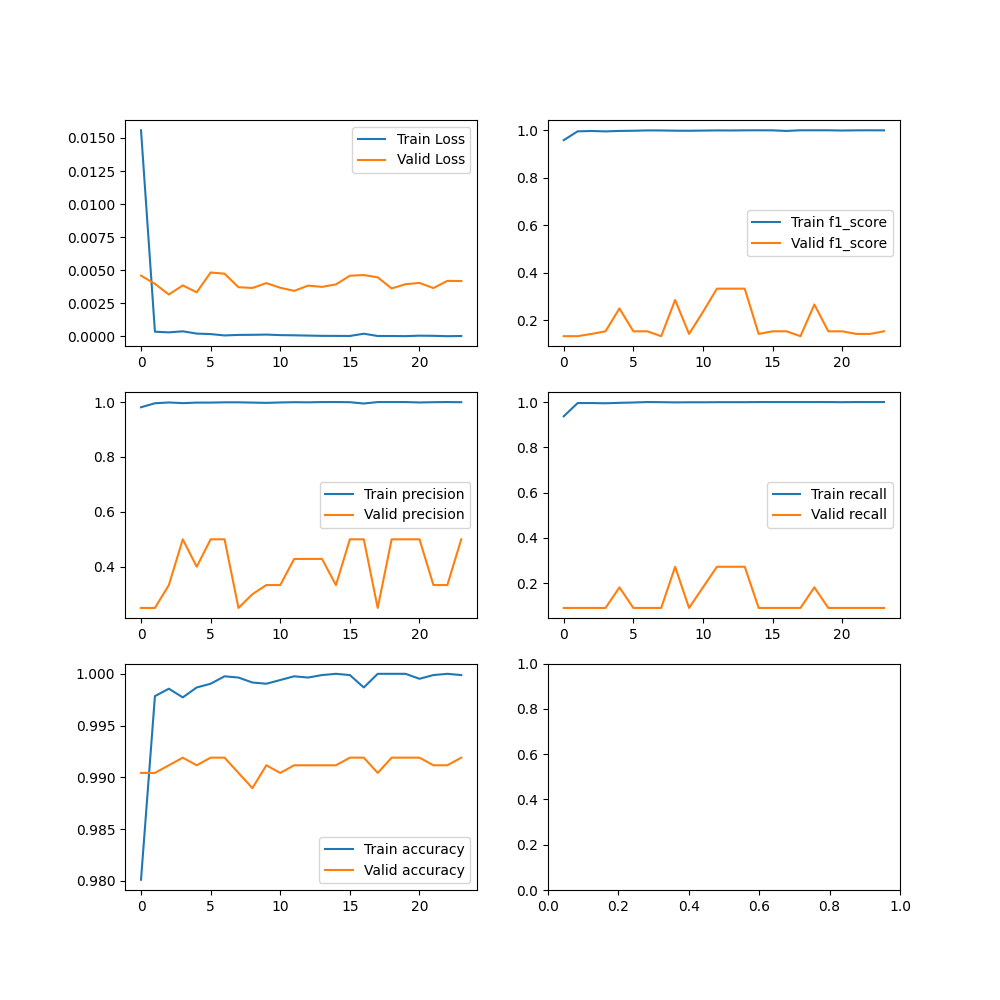 0.0150
0.0125
0.0100
0.0075
0.0050
0.0025
0.0000
0 5 10 15 20
Train Loss
Valid Loss
1.0
0.8
0.6
0.4
0.2
0 5 10 15 20
Train f1_score
Valid f1_score
1.0
0.8
0.6
0.4
0 5 10 15 20
Train precision
Valid precision
1.0
0.8
0.6
0.4
0.2
0 5 10 15 20
Train recall
Valid recall
1.000
0.995
0.990
0.985
0.980
0 5 10 15 20
Train accuracy
Valid accuracy
1.0
0.8
0.6
0.4
0.2
0.0
0.0 0.2 0.4 0.6 0.8 1.0